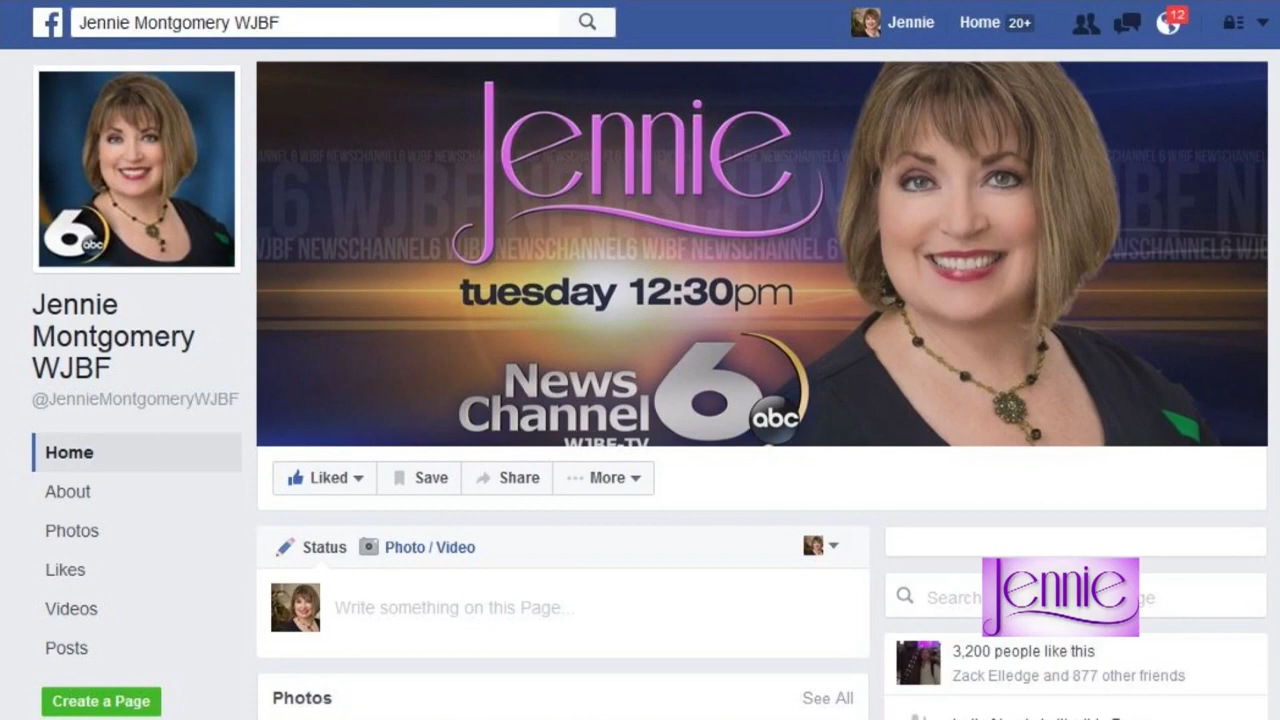 Jennie Montgomery WJBF
Jennie
Home 20+
12
Jennie
tuesday 12:30pm
News
Channel 6 abc
WJBF-TV
6 abc
Jennie
Montgomery
WJBF
@JennieMontgomeryWJBF
Home
About
Photos
Likes
Videos
Posts
Create a Page
Liked
Save
Share
More
Status
Photo / Video
Write something on this Page...
Photos
See All
Search
Jennie
3,200 people like this
Zack Elledge and 877 other friends